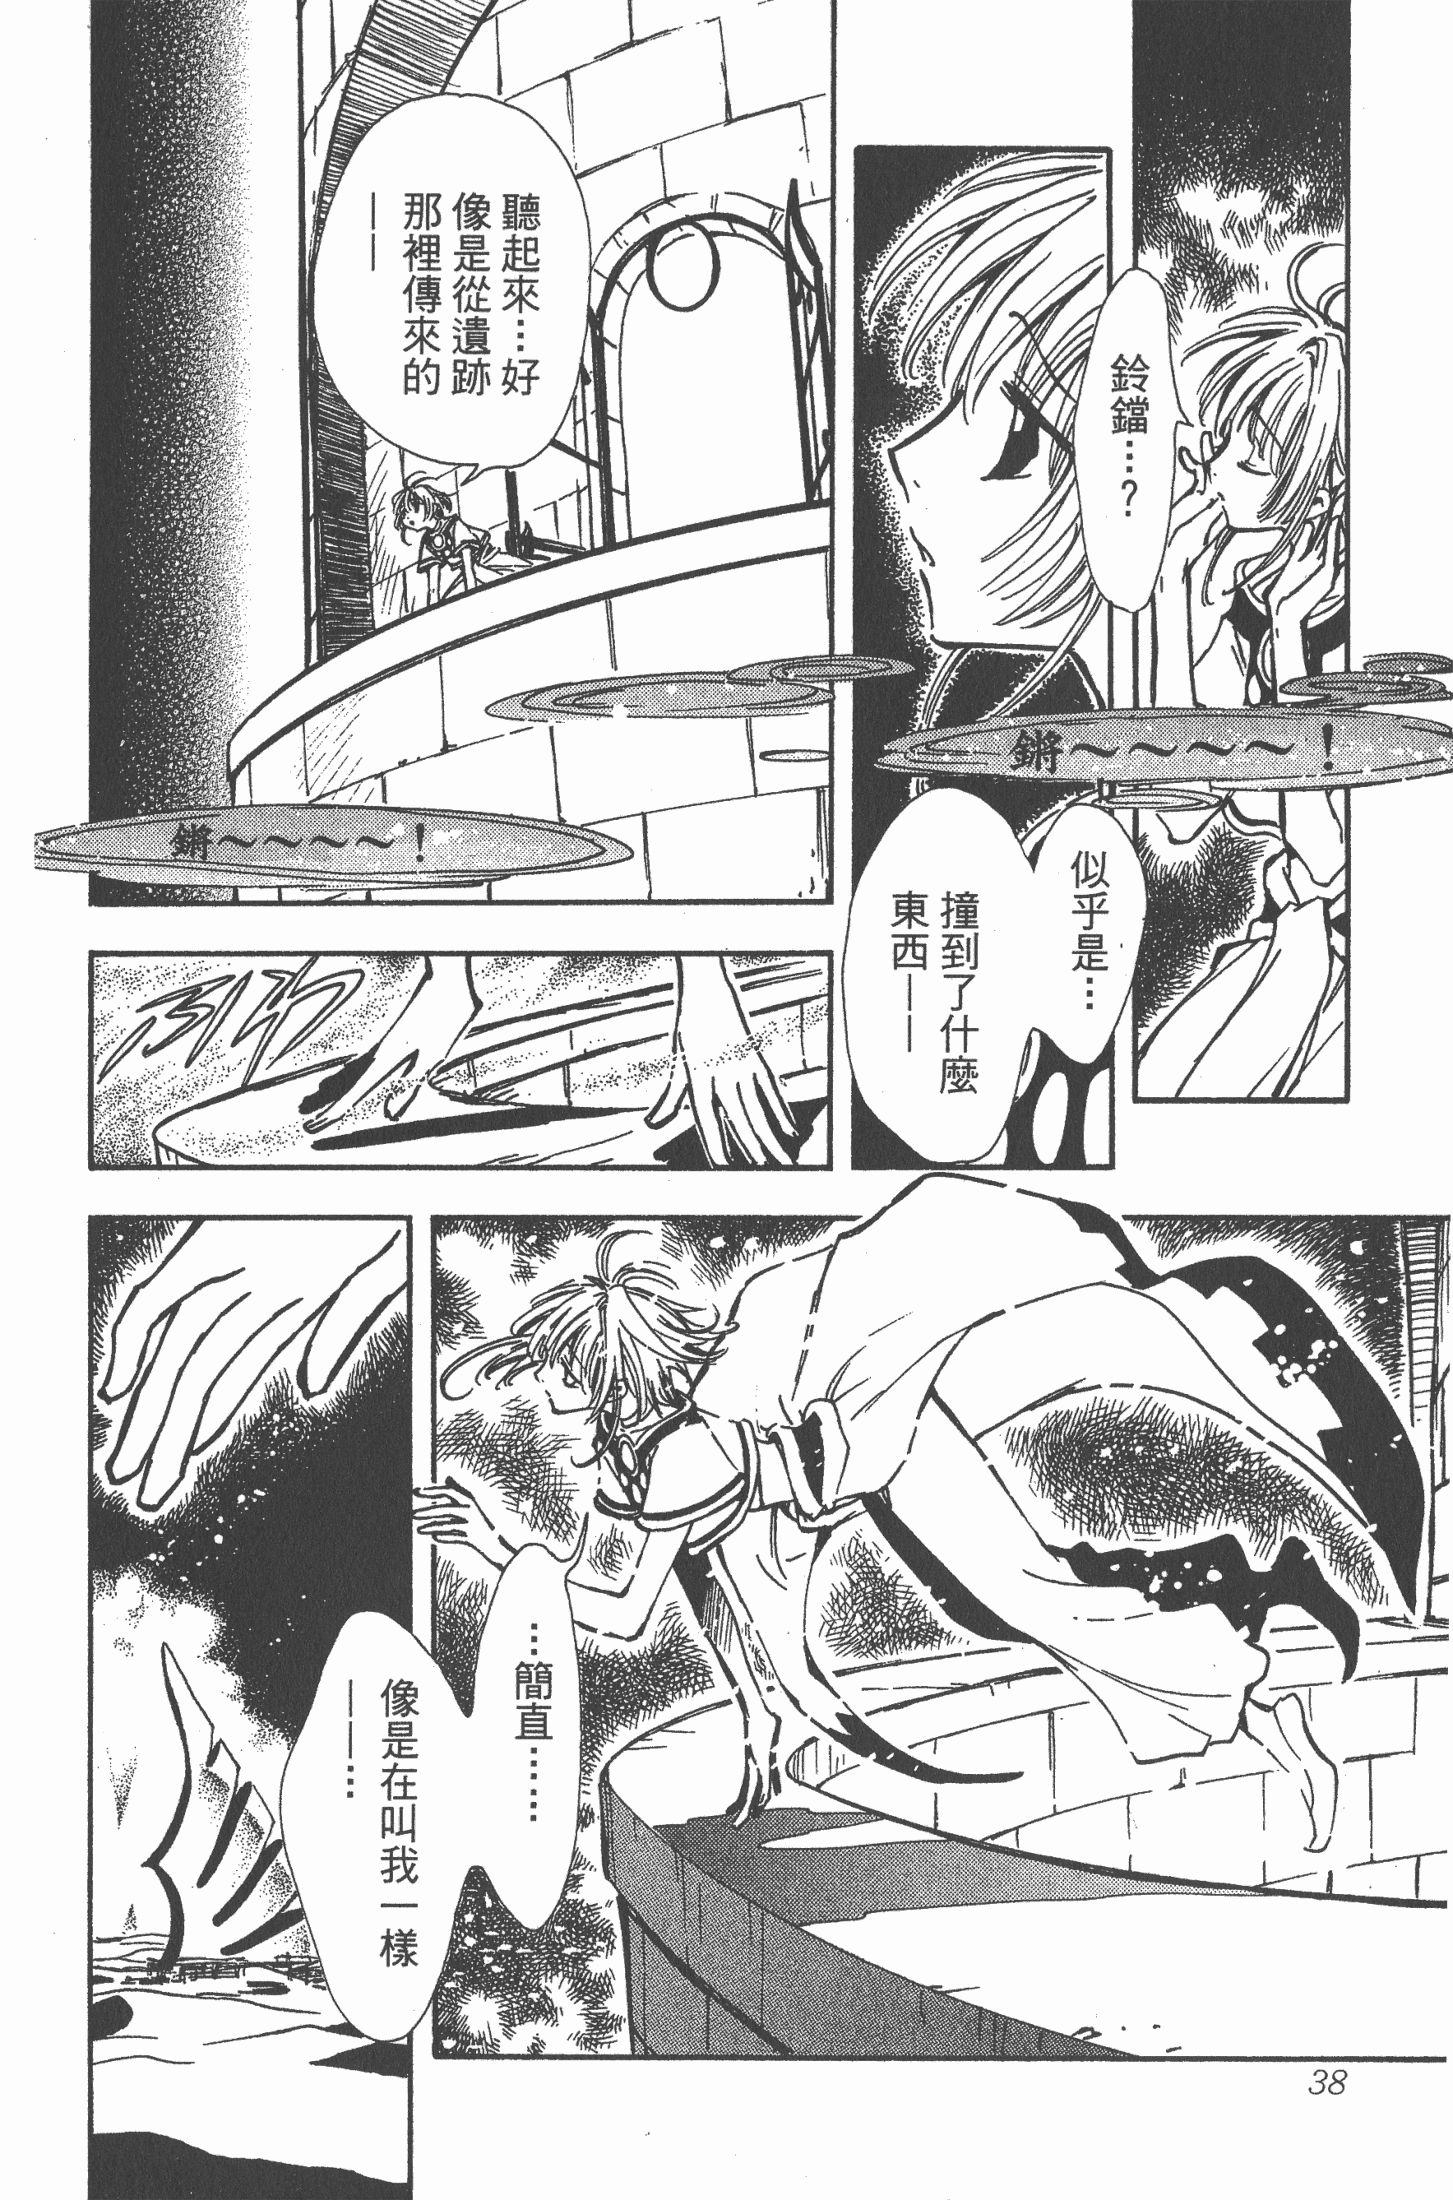 鈴鐺…?
鏘～～～～！
似乎是…
撞到了什麼
東西──
聽起來…好
像是從遺跡
那裡傳來的
──
鏘～～～～！
ふわ
…簡直……
像是在叫我一樣
──…
38